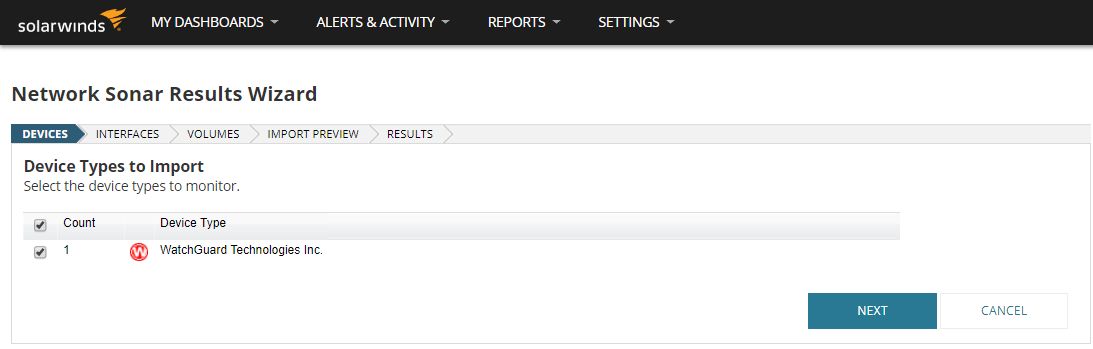 solarwinds MY DASHBOARDS ALERTS & ACTIVITY REPORTS SETTINGS
Network Sonar Results Wizard
DEVICES INTERFACES VOLUMES IMPORT PREVIEW RESULTS
Device Types to Import
Select the device types to monitor.
Count Device Type
1 W WatchGuard Technologies Inc.
NEXT CANCEL